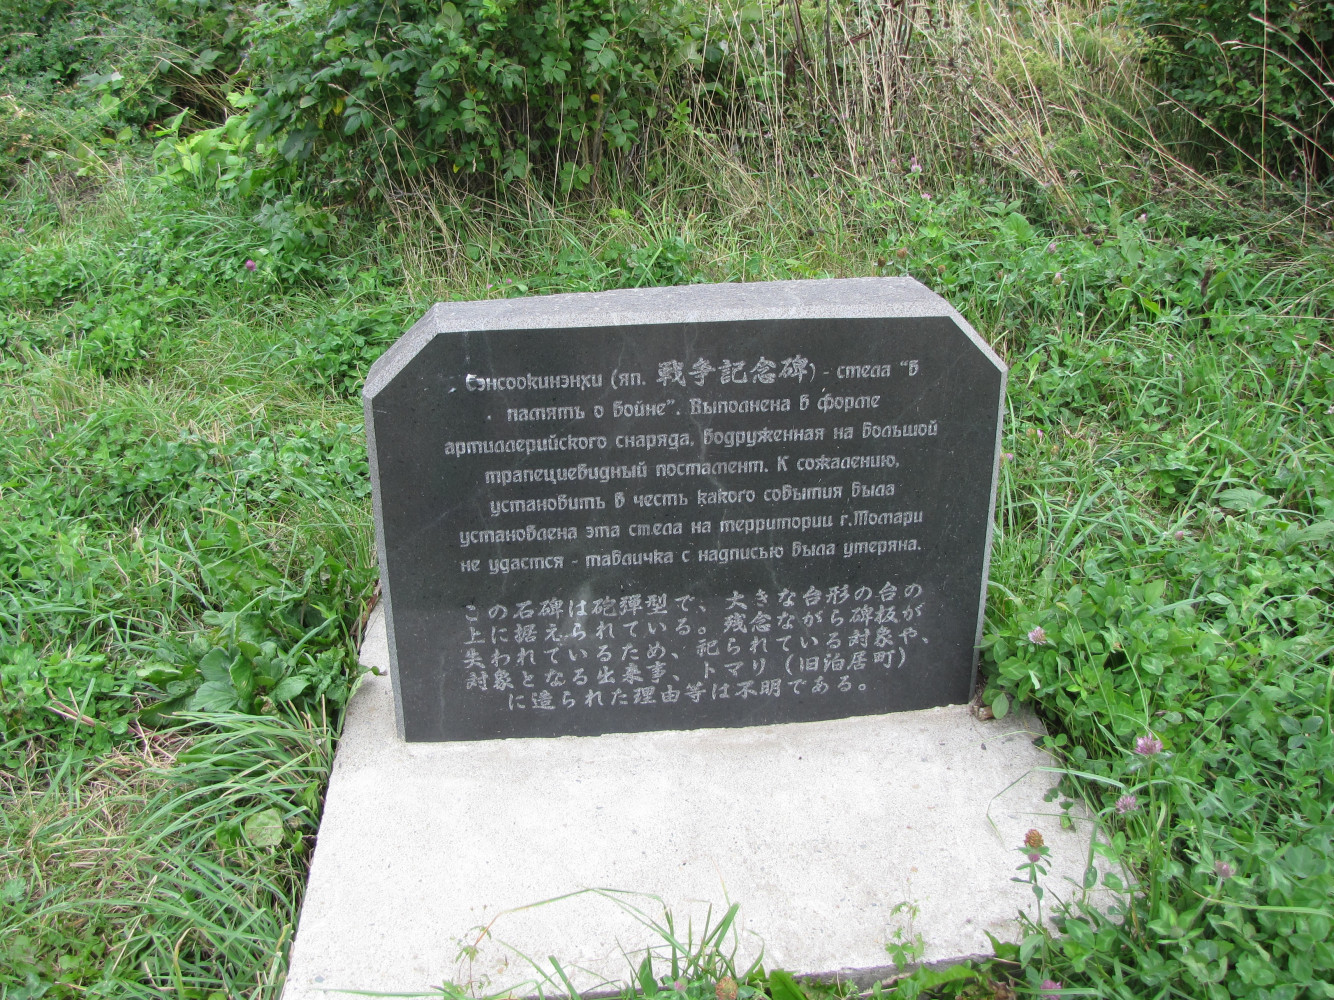 Сэнсоокинэнхи (яп. 戦争記念碑) - стела "В
память о войне". Выполнена в форме
артиллерийского снаряда, водруженная на большой
трапециевидный постамент. К сожалению,
установить в честь какого события была
установлена эта стела на территории г.Томари
не удастся - табличка с надписью была утеряна.
この石碑は砲弾型で、大きな台形の台の
上に据えられている。残念ながら碑板が
失われているため、祀られている対象や、
対象となる出来事、トマリ（旧泊居町）
に造られた理由等は不明である。